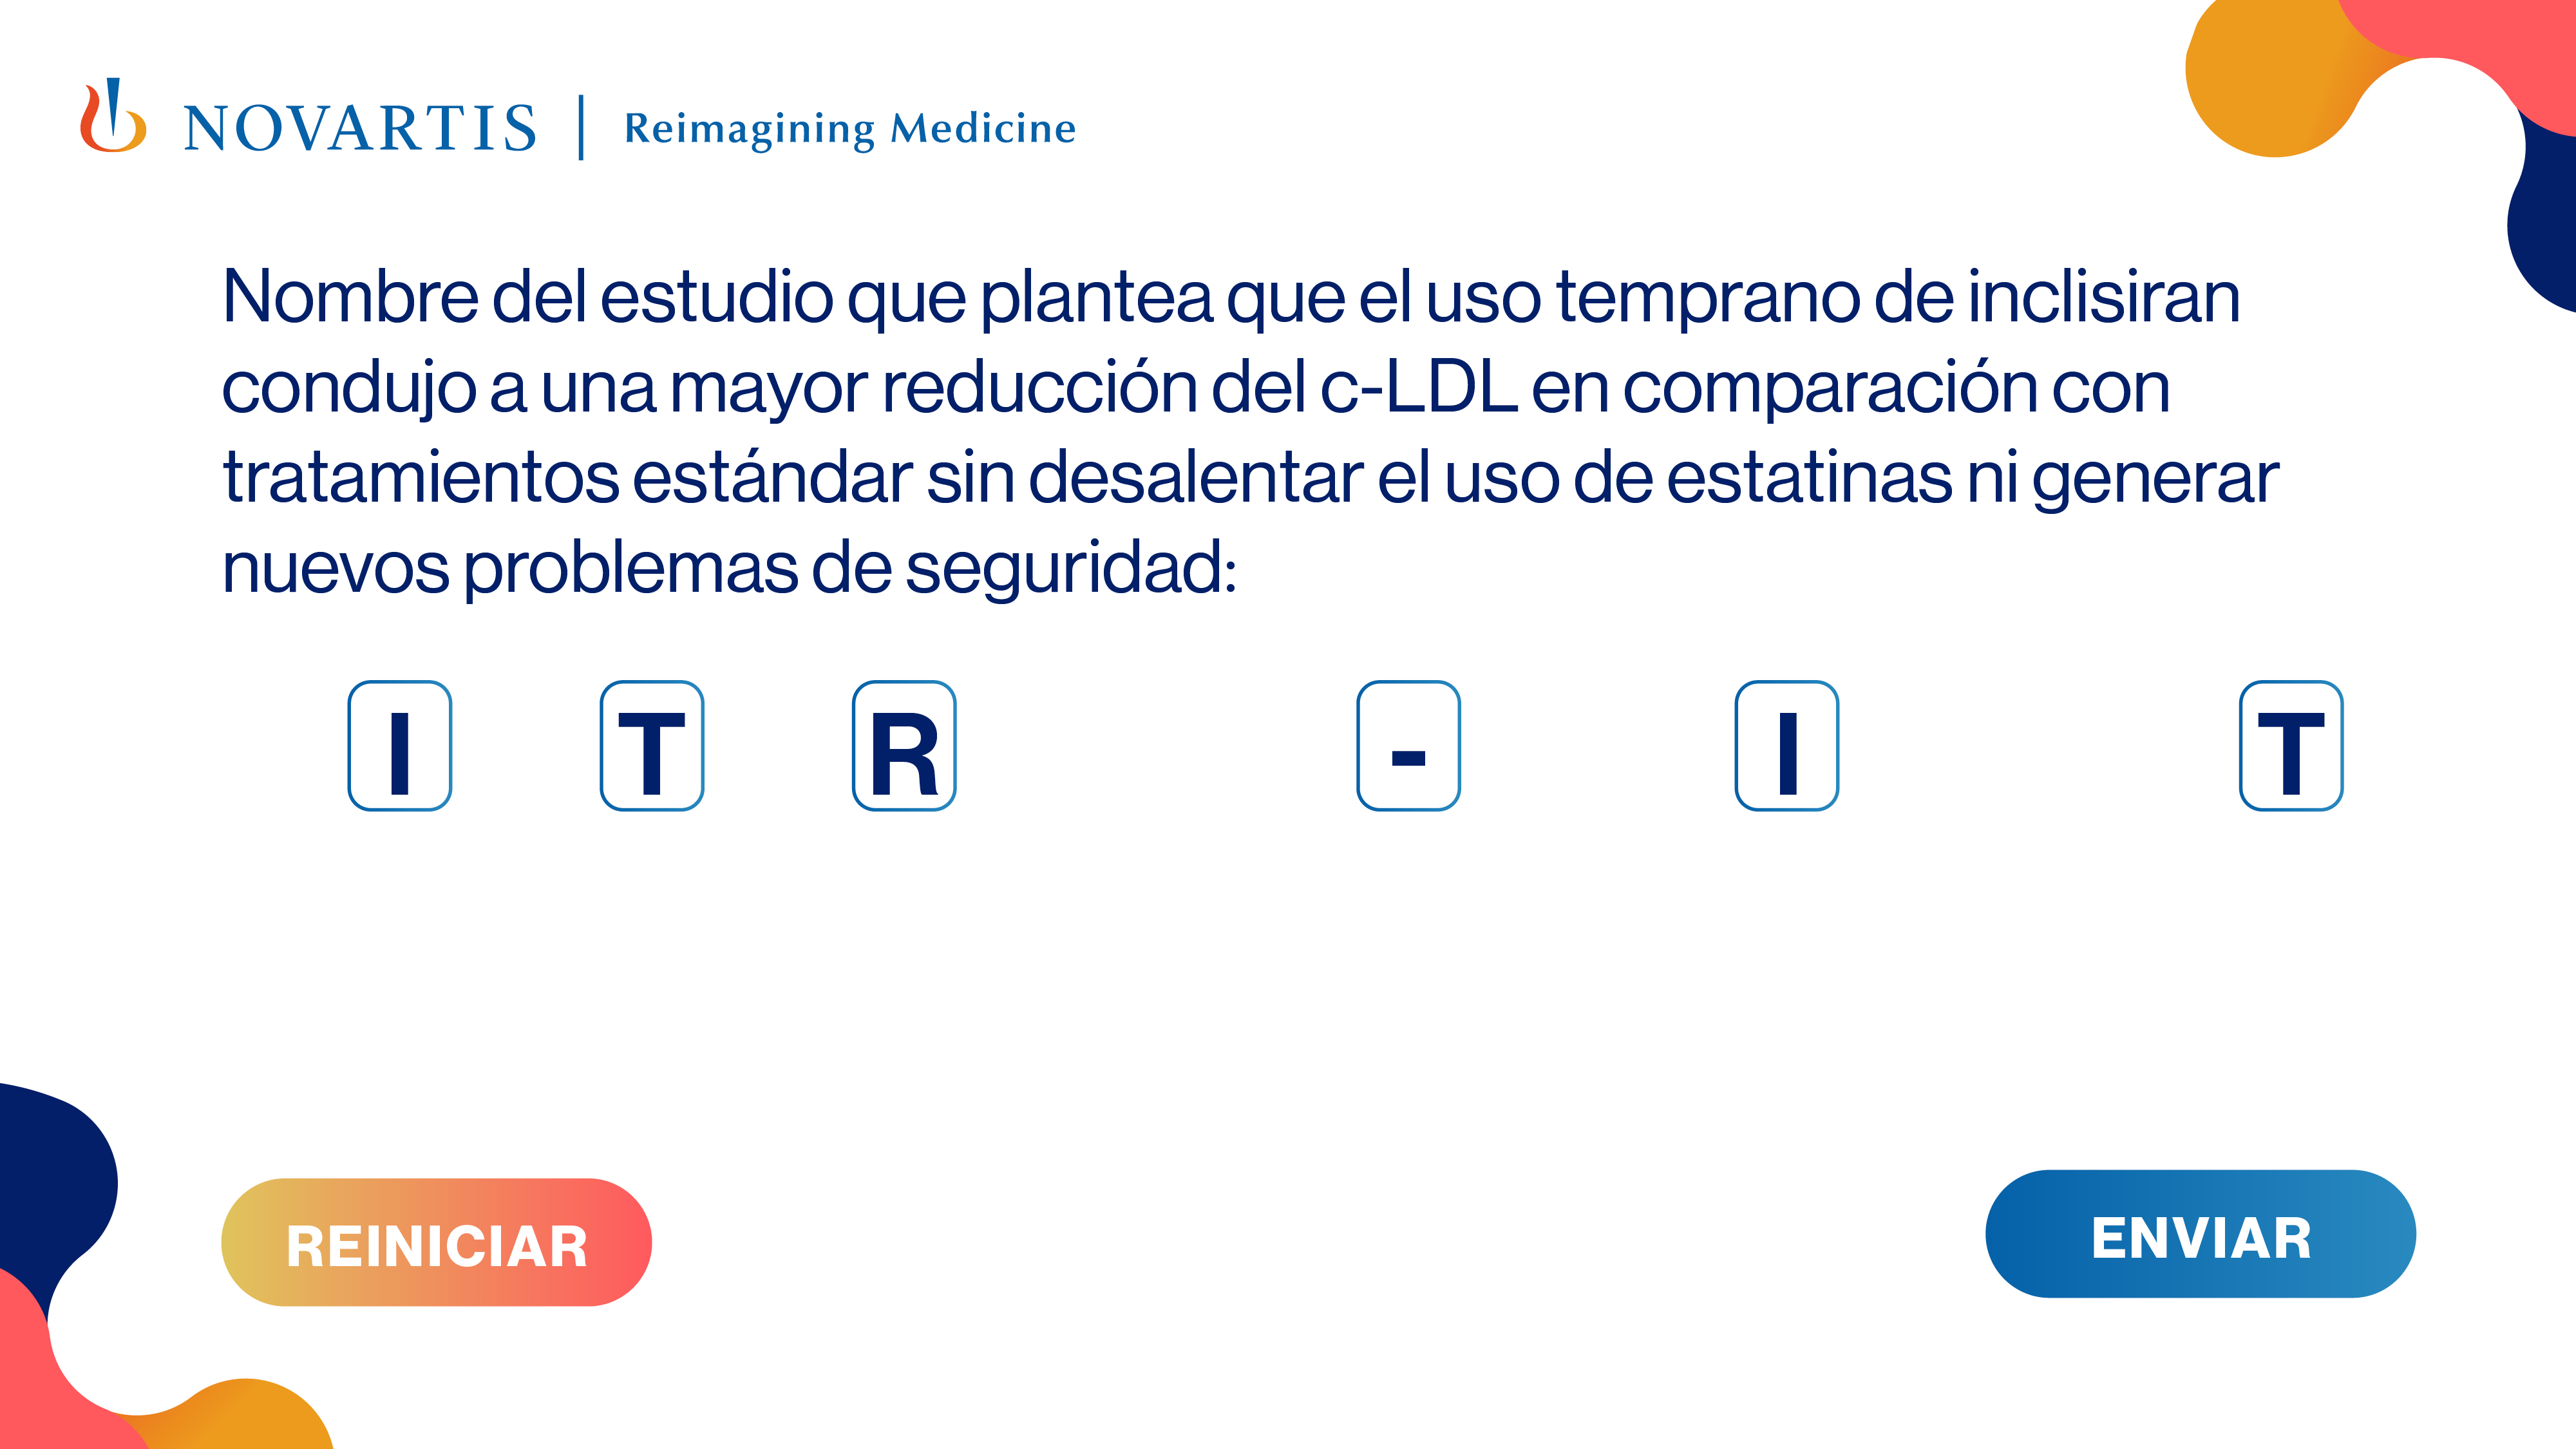 NOVARTIS | Reimagining Medicine
Nombre del estudio que plantea que el uso temprano de inclisiran
condujo a una mayor reducción del c-LDL en comparación con
tratamientos estándar sin desalentar el uso de estatinas ni generar
nuevos problemas de seguridad:
I T R - I T
REINICIAR
ENVIAR